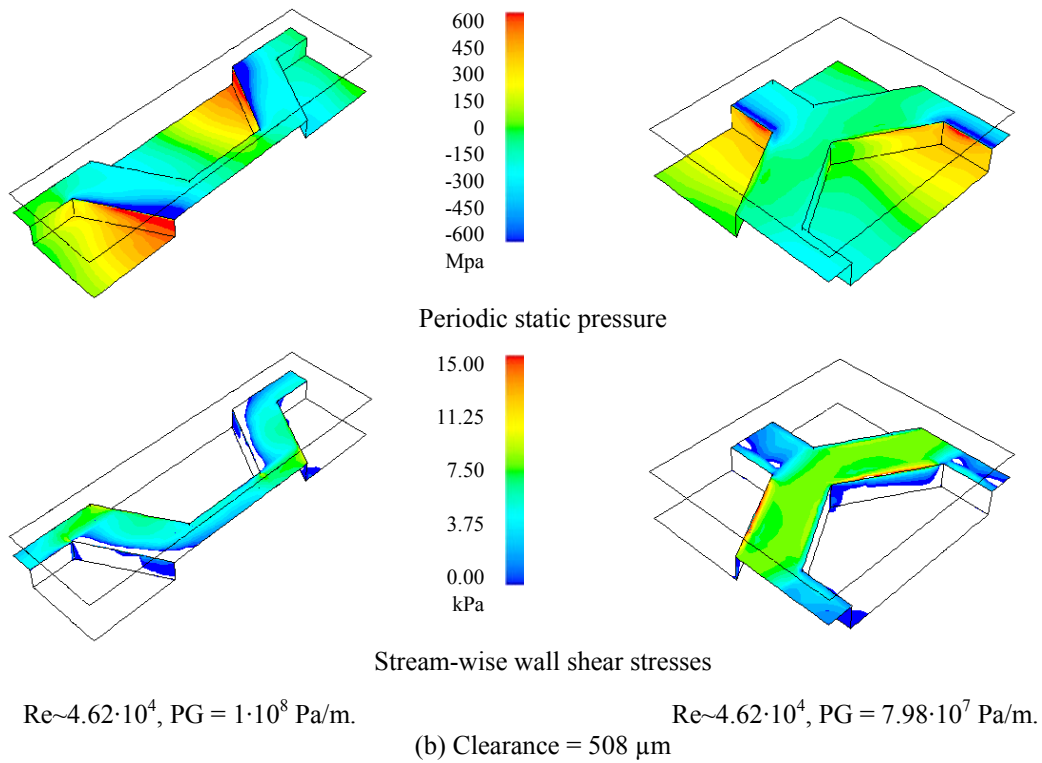 600
450
300
150
0
-150
-300
-450
-600
Mpa
Periodic static pressure
15.00
11.25
7.50
3.75
0.00
kPa
Stream-wise wall shear stresses
Re~4.62·10⁴, PG = 1·10⁸ Pa/m.
Re~4.62·10⁴, PG = 7.98·10⁷ Pa/m.
(b) Clearance = 508 µm